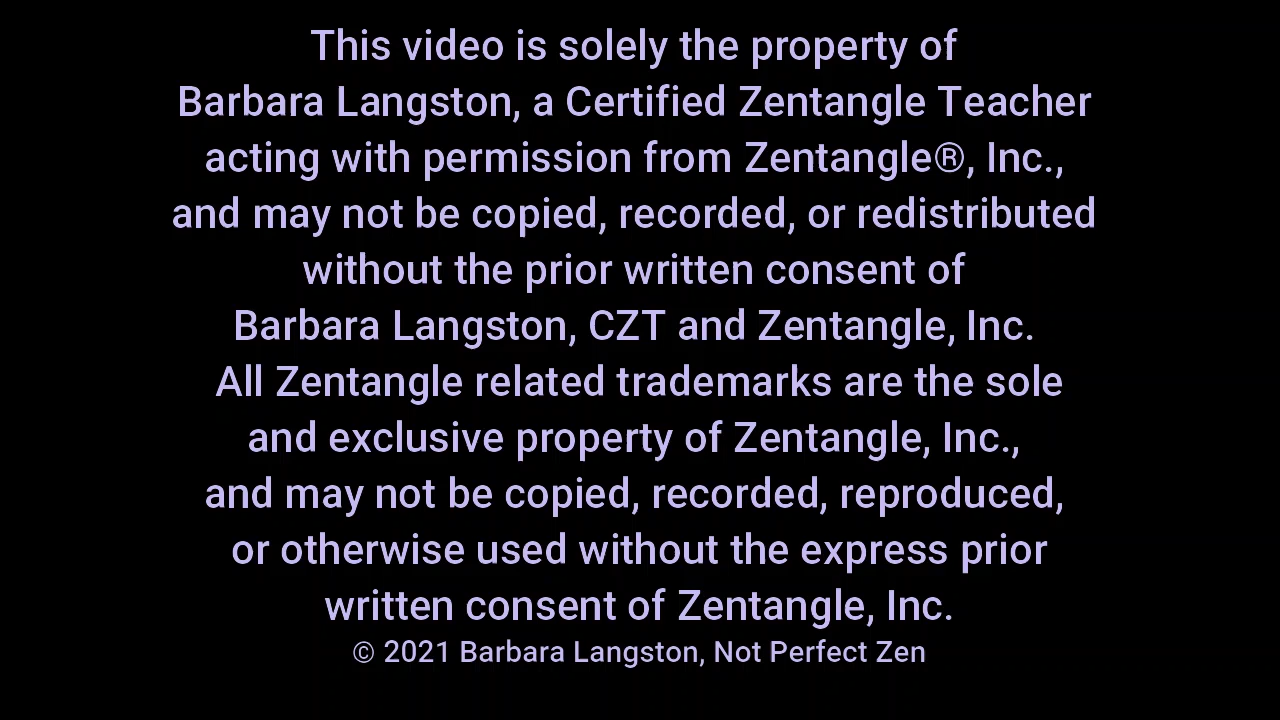 This video is solely the property of
Barbara Langston, a Certified Zentangle Teacher
acting with permission from Zentangle®, Inc.,
and may not be copied, recorded, or redistributed
without the prior written consent of
Barbara Langston, CZT and Zentangle, Inc.
All Zentangle related trademarks are the sole
and exclusive property of Zentangle, Inc.,
and may not be copied, recorded, reproduced,
or otherwise used without the express prior
written consent of Zentangle, Inc.
© 2021 Barbara Langston, Not Perfect Zen